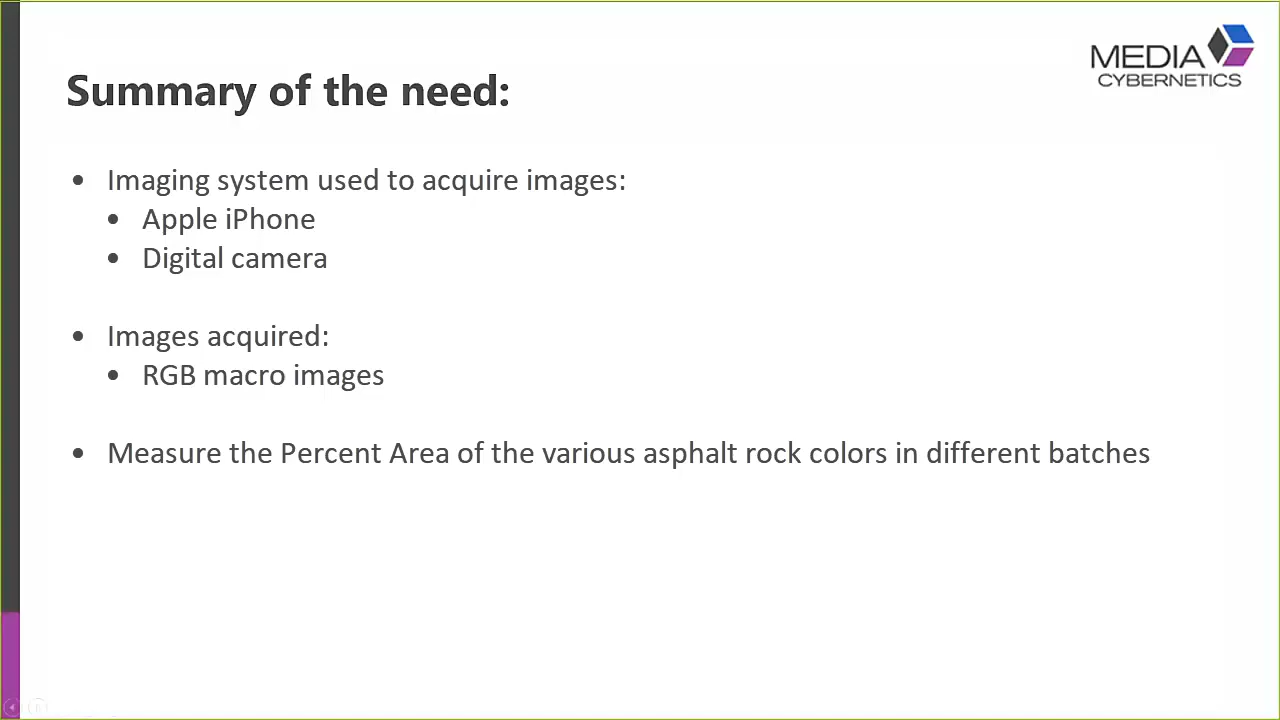 MEDIA
CYBERNETICS
Summary of the need:
• Imaging system used to acquire images:
• Apple iPhone
• Digital camera
• Images acquired:
• RGB macro images
• Measure the Percent Area of the various asphalt rock colors in different batches